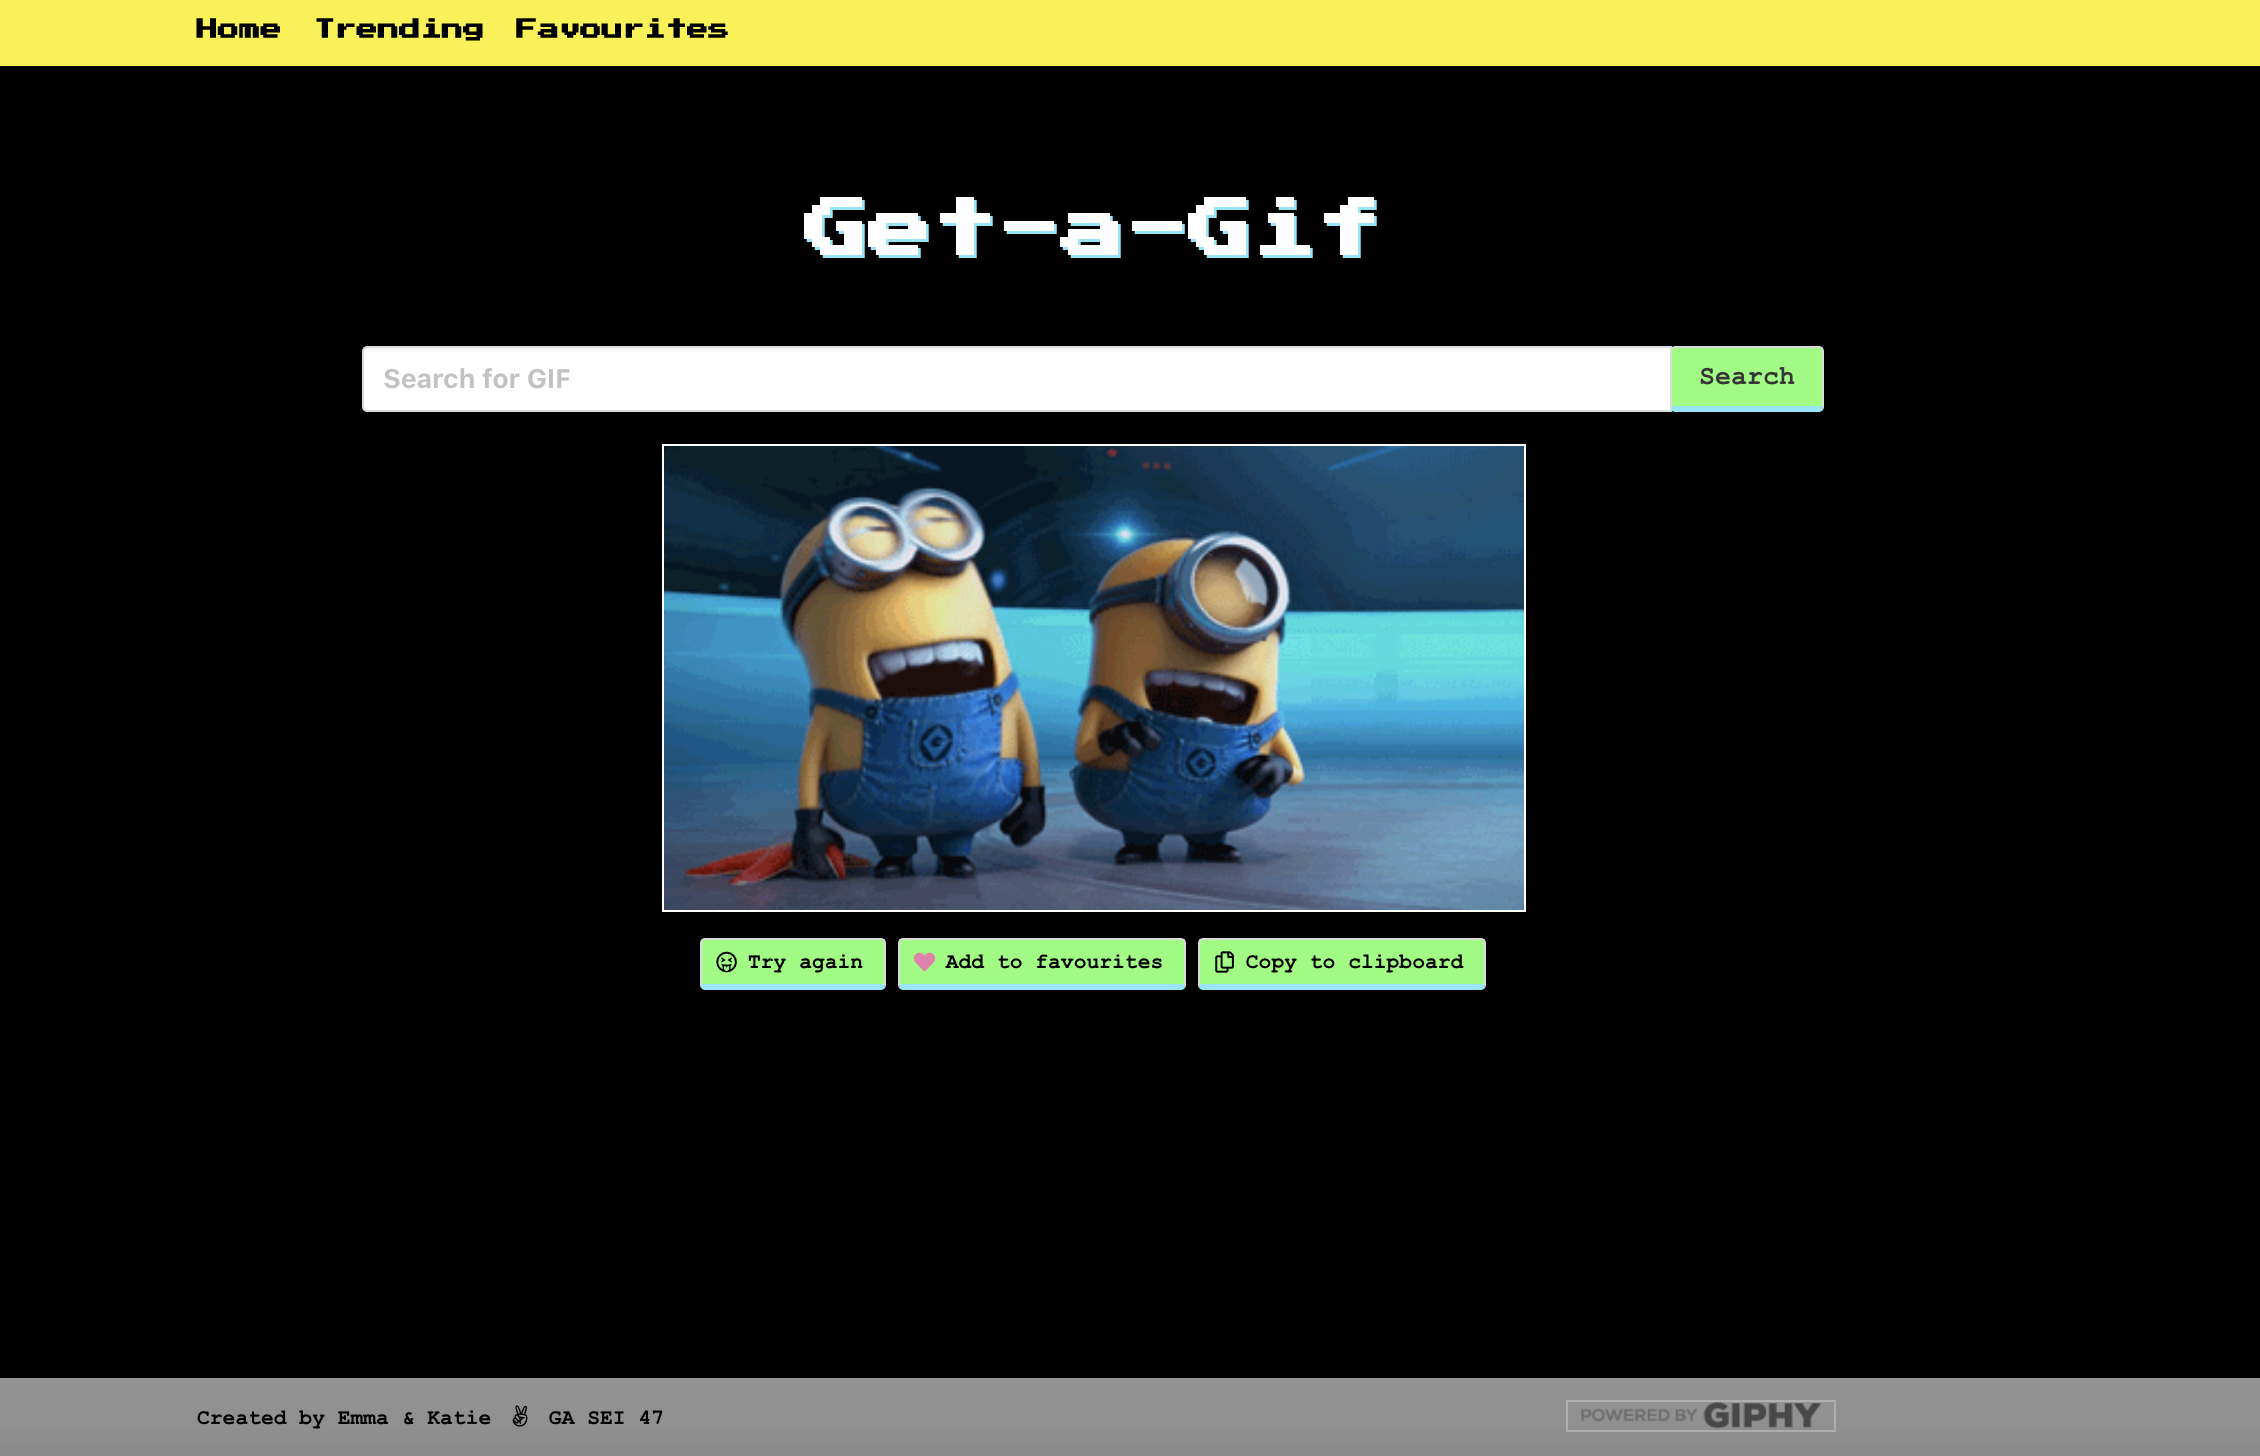 Home Trending Favourites
Get-a-Gif
Search for GIF
Search
Try again
Add to favourites
Copy to clipboard
Created by Emma & Katie ✌ GA SEI 47
POWERED BY GIPHY